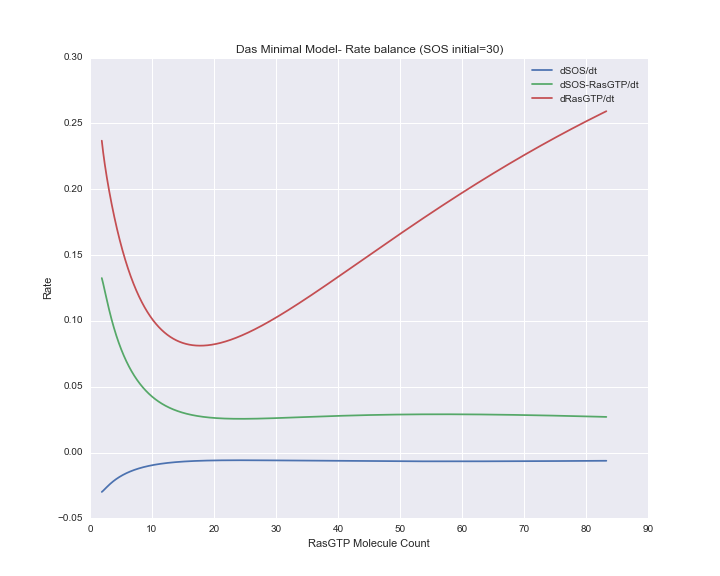 Das Minimal Model- Rate balance (SOS initial=30)
0.30
0.25
0.20
0.15
0.10
0.05
0.00
−0.05
Rate
dSOS/dt
dSOS-RasGTP/dt
dRasGTP/dt
0 10 20 30 40 50 60 70 80 90
RasGTP Molecule Count